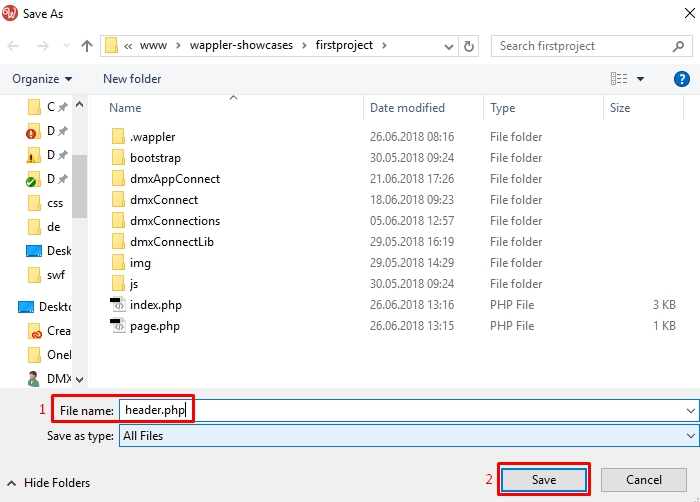 Save As
« www › wappler-showcases › firstproject ›
Search firstproject
Organize
New folder
Name Date modified Type Size
C
D
D
D
css
de
Desk
swf
Deskto
Crea
Onel
DMX
.wappler 26.06.2018 08:16 File folder
bootstrap 30.05.2018 09:24 File folder
dmxAppConnect 21.06.2018 17:26 File folder
dmxConnect 18.06.2018 09:23 File folder
dmxConnections 05.06.2018 12:57 File folder
dmxConnectLib 29.05.2018 16:19 File folder
img 29.05.2018 14:29 File folder
js 30.05.2018 09:24 File folder
index.php 26.06.2018 13:16 PHP File 3 KB
page.php 26.06.2018 13:15 PHP File 1 KB
1 File name: header.php
Save as type: All Files
Hide Folders
2 Save
Cancel